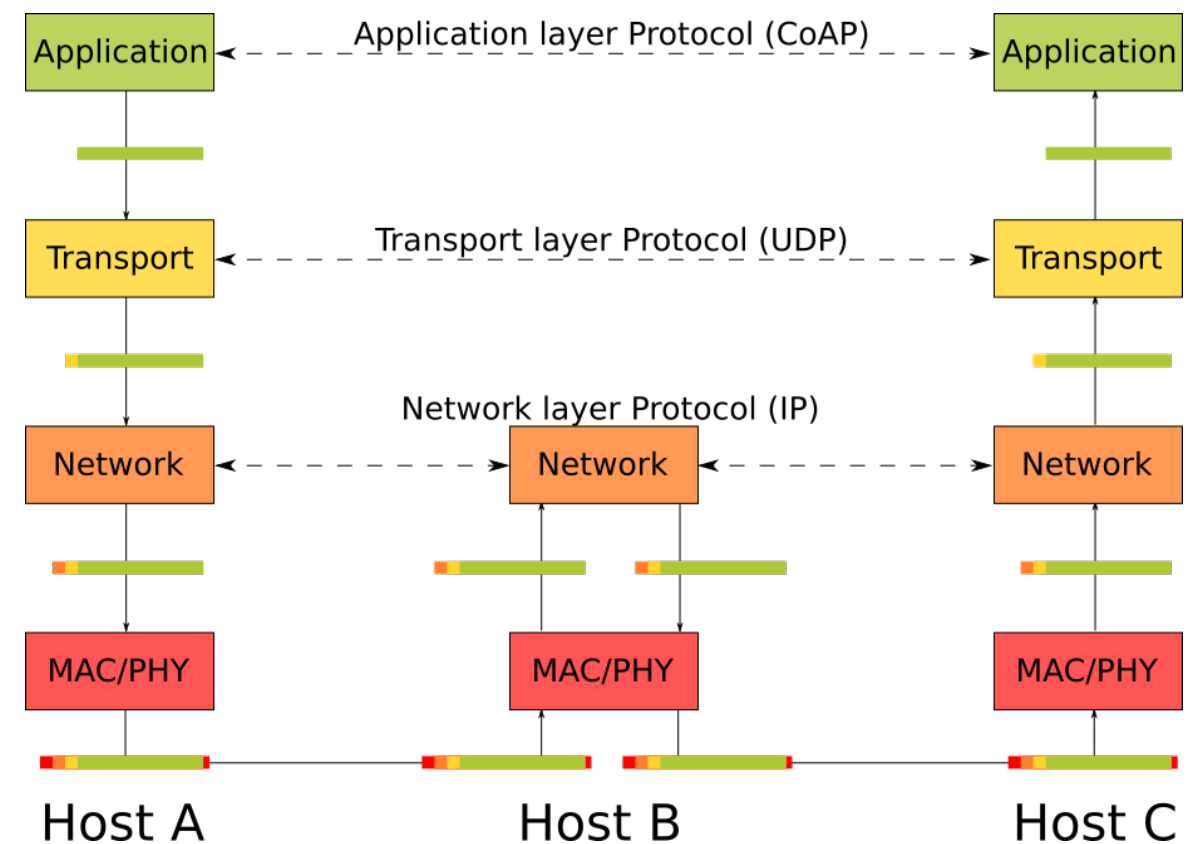 Application layer Protocol (CoAP)
Application
Application
Transport layer Protocol (UDP)
Transport
Transport
Network layer Protocol (IP)
Network
Network
Network
MAC/PHY
MAC/PHY
MAC/PHY
Host A
Host B
Host C